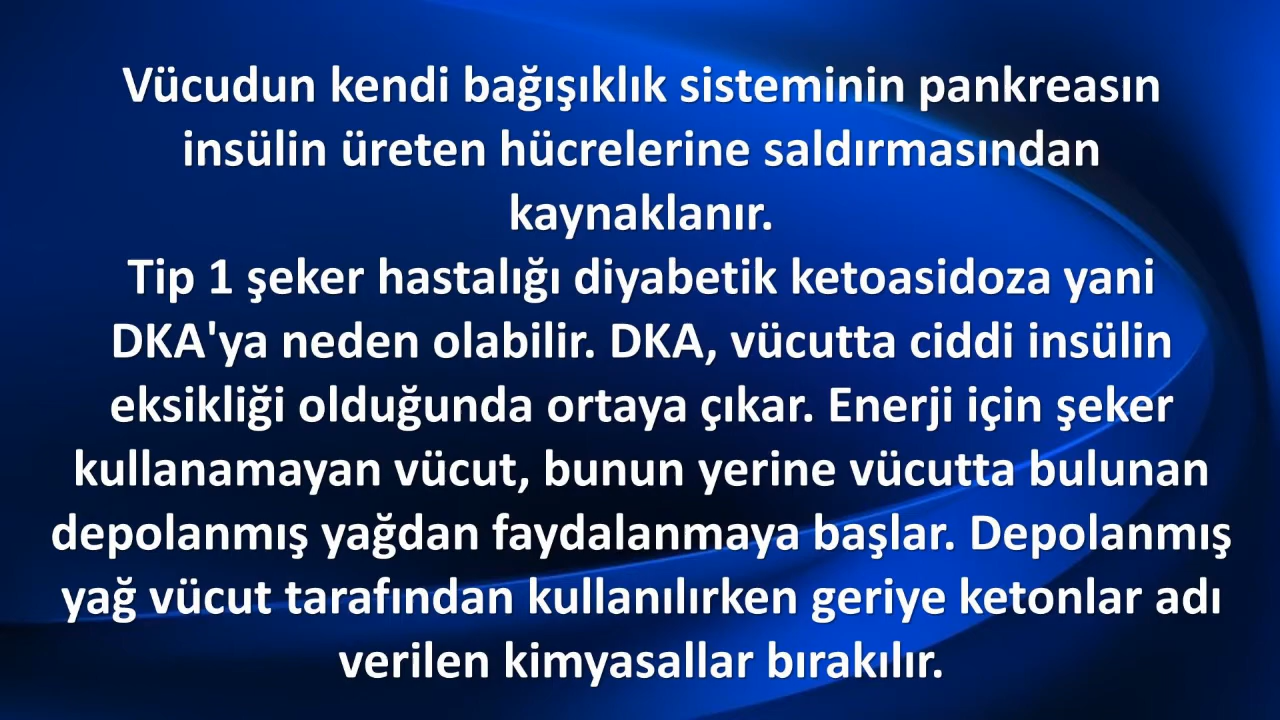 Vücudun kendi bağışıklık sisteminin pankreasın
insülin üreten hücrelerine saldırmasından
kaynaklanır.
Tip 1 şeker hastalığı diyabetik ketoasidoza yani
DKA'ya neden olabilir. DKA, vücutta ciddi insülin
eksikliği olduğunda ortaya çıkar. Enerji için şeker
kullanamayan vücut, bunun yerine vücutta bulunan
depolanmış yağdan faydalanmaya başlar. Depolanmış
yağ vücut tarafından kullanılırken geriye ketonlar adı
verilen kimyasallar bırakılır.